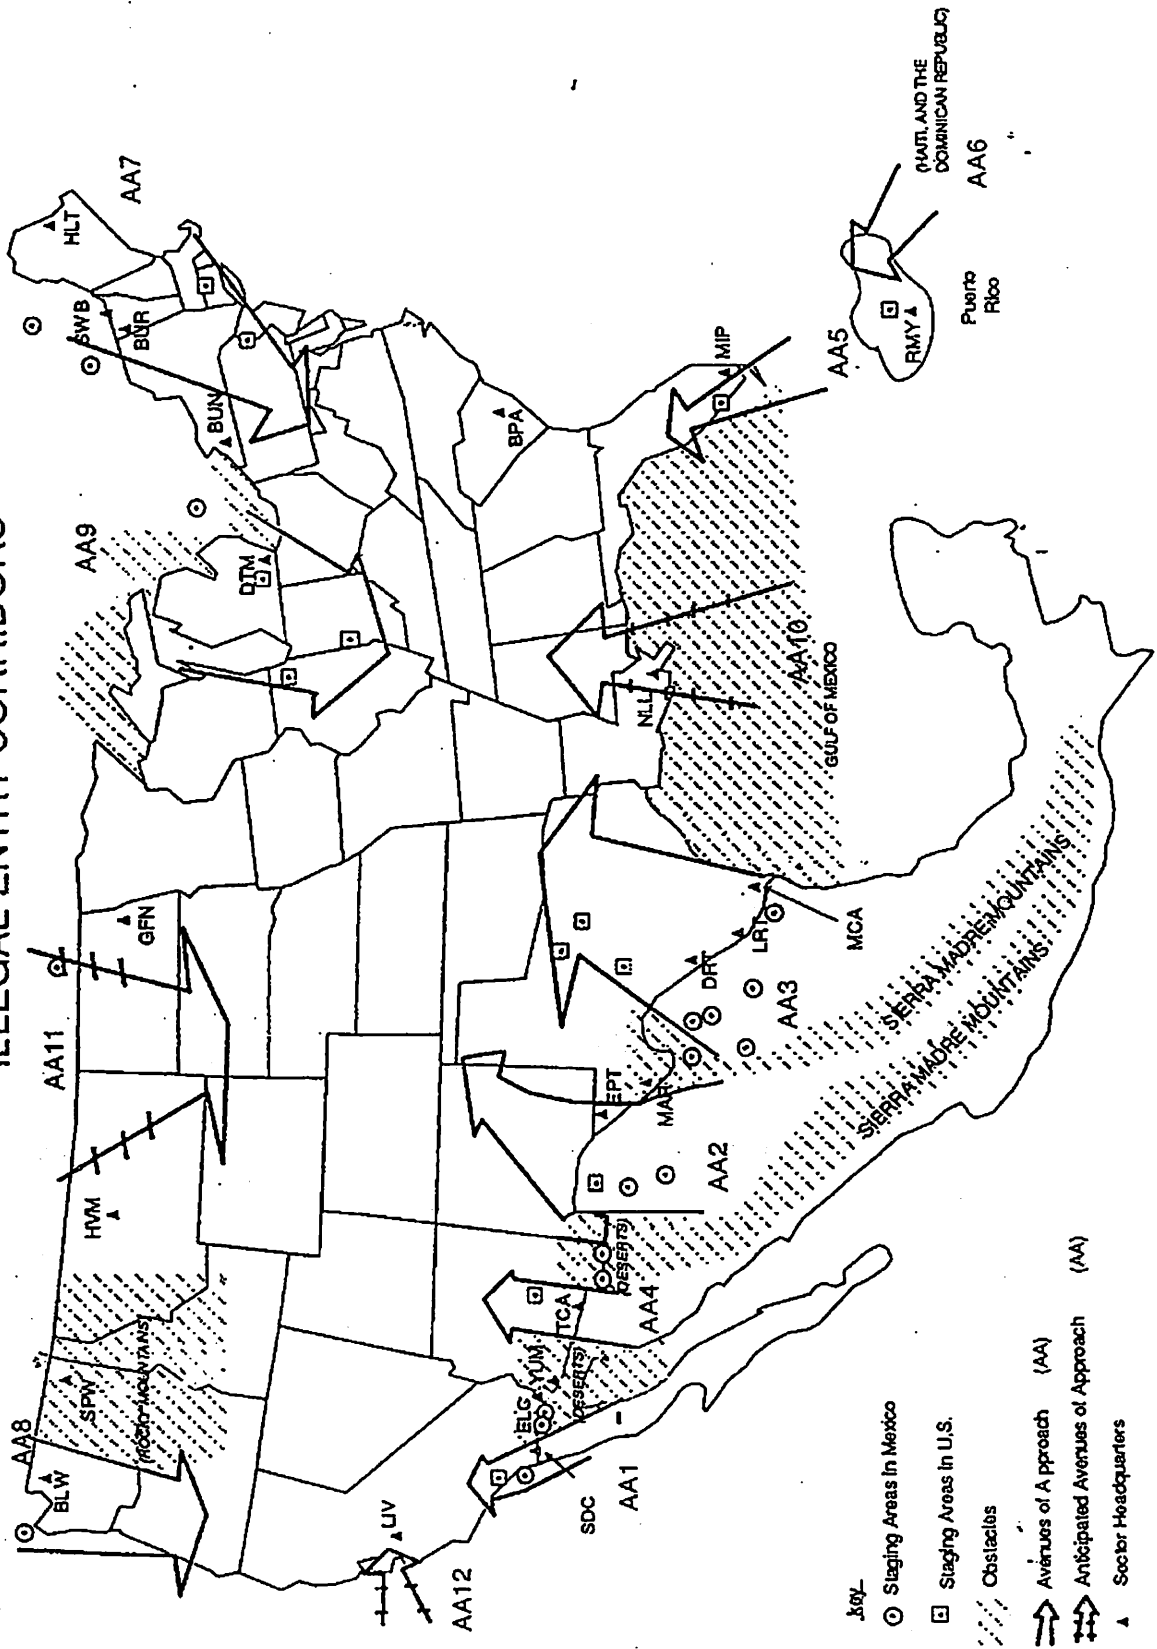 ILLEGAL ENTRY CORRIDORS
AA8
BLW
SPW
(ROCKY MOUNTAINS)
HVM
AA11
GFN
AA9
DTM
BUN
SWB
BUR
HLT
AA7
LIV
AA12
SDC
AA1
ELG
YUM
(DESERTS)
TCA
AA4
(DESERTS)
AA2
EPT
MAR
DRT
LRT
MCA
AA3
SIERRA MADRE MOUNTAINS
SIERRA MADRE MOUNTAINS
NLL
AA10
GULF OF MEXICO
BPA
MIP
AA5
RMY
Puerto
Rico
(HAITI, AND THE
DOMINICAN REPUBLIC)
AA6
key
Staging Areas in Mexico
Staging Areas in U.S.
Obstacles
Avenues of Approach (AA)
Anticipated Avenues of Approach (AA)
Sector Headquarters